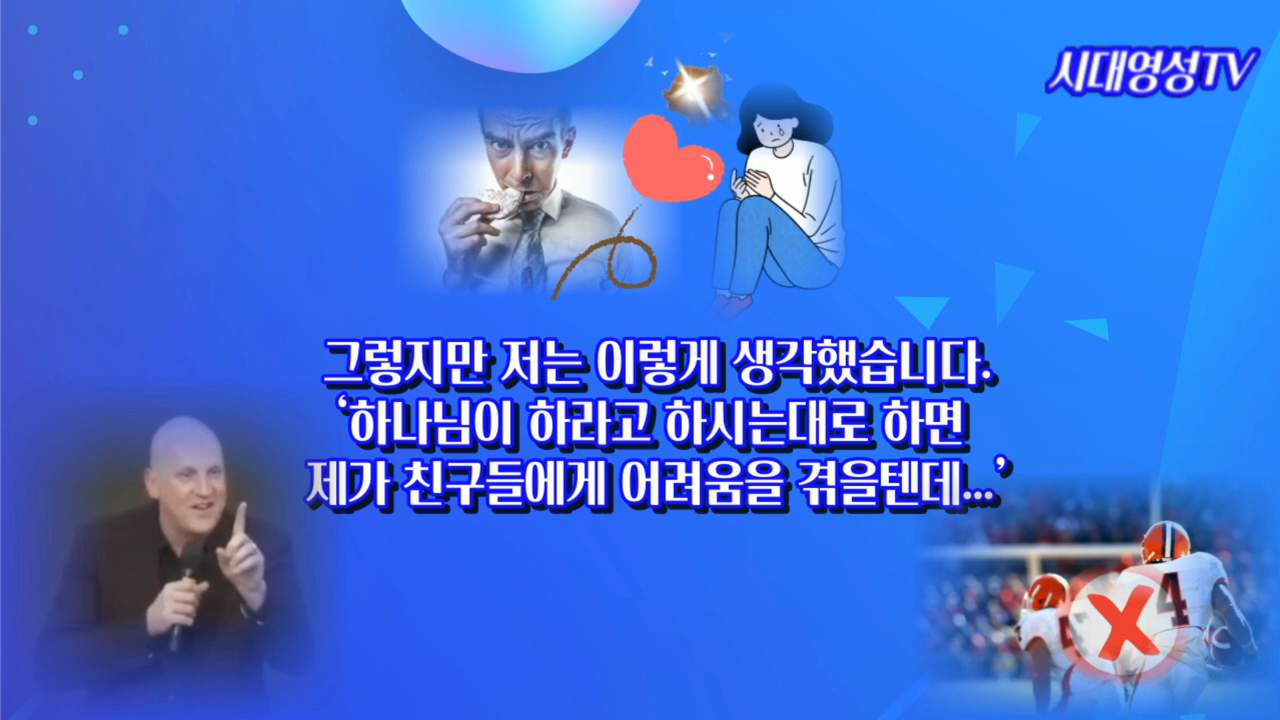 시대영성TV
그렇지만 저는 이렇게 생각했습니다.
‘하나님이 하라고 하시는대로 하면
제가 친구들에게 어려움을 겪을텐데...’
4